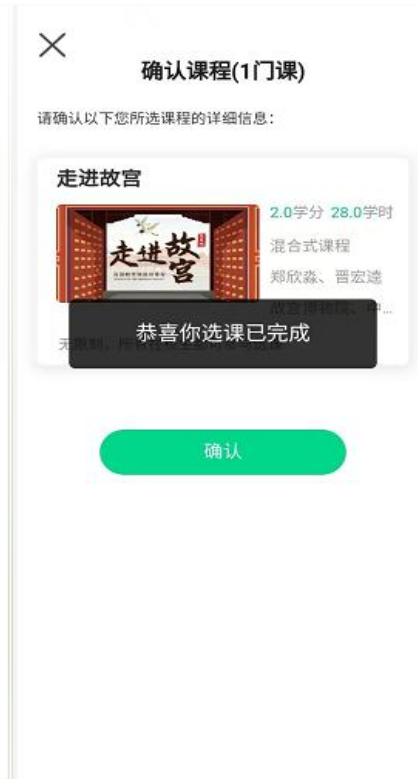 确认课程(1门课)
请确认以下您所选课程的详细信息:
走进故宫
走进故宫
2.0学分 28.0学时
混合式课程
郑欣淼、晋宏逵
恭喜你选课已完成
确认